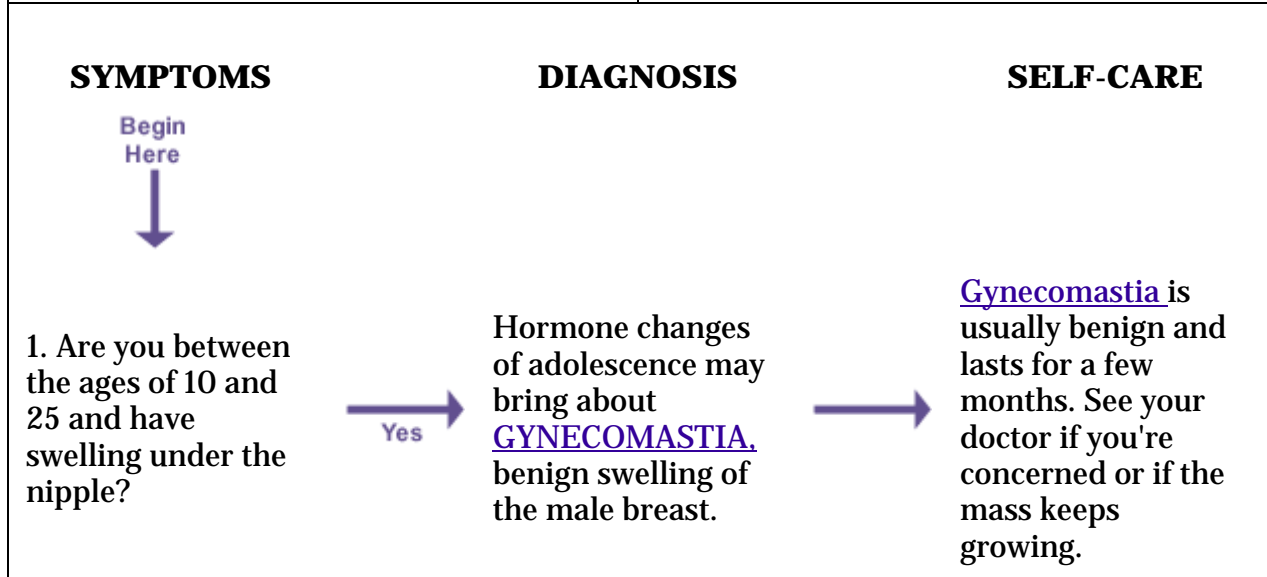 SYMPTOMS
DIAGNOSIS
SELF-CARE
Begin
Here
1. Are you between
the ages of 10 and
25 and have
swelling under the
nipple?
Yes
Hormone changes
of adolescence may
bring about
GYNECOMASTIA,
benign swelling of
the male breast.
Gynecomastia is
usually benign and
lasts for a few
months. See your
doctor if you're
concerned or if the
mass keeps
growing.